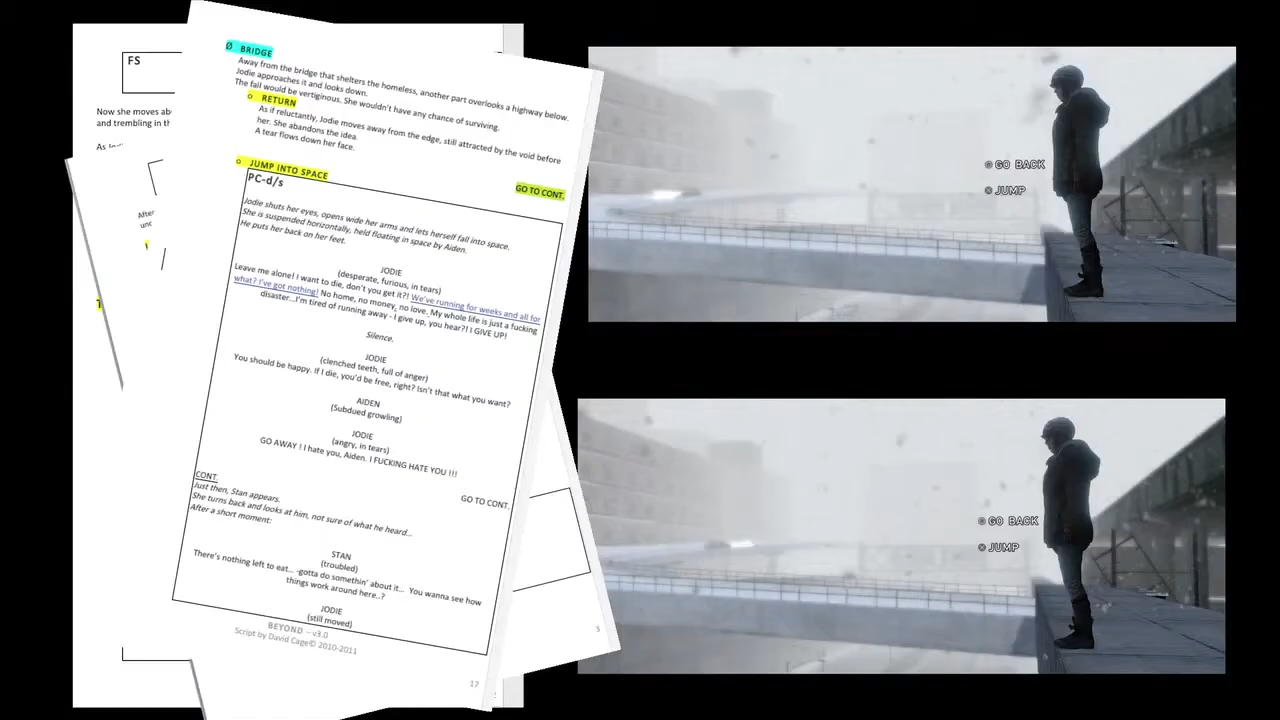 FS
Now she moves ab
and trembling in th
As
After
unc
T
Ø BRIDGE
Away from the bridge that shelters the homeless, another part overlooks a highway below.
Jodie approaches it and looks down.
The fall would be vertiginous. She wouldn't have any chance of surviving.
o RETURN
As if reluctantly, Jodie moves away from the edge, still attracted by the void before
her. She abandons the idea.
A tear flows down her face.
o JUMP INTO SPACE
GO TO CONT.
PC-d/s
Jodie shuts her eyes, opens wide her arms and lets herself fall into space.
She is suspended horizontally, held floating in space by Aiden.
He puts her back on her feet.
JODIE
(desperate, furious, in tears)
Leave me alone! I want to die, don't you get it?! We've running for weeks and all for
what? I've got nothing! No home, no money, no love. My whole life is just a fucking
disaster...I'm tired of running away - I give up, you hear?! I GIVE UP!
Silence.
JODIE
(clenched teeth, full of anger)
You should be happy. If I die, you'd be free, right? Isn't that what you want?
AIDEN
(Subdued growling)
JODIE
(angry, in tears)
GO AWAY ! I hate you, Aiden. I FUCKING HATE YOU !!!
GO TO CONT.
CONT.
Just then, Stan appears.
She turns back and looks at him, not sure of what he heard...
After a short moment:
STAN
(troubled)
There's nothing left to eat... -gotta do somethin' about it... You wanna see how
things work around here..?
JODIE
(still moved)
BEYOND – v3.0
Script by David Cage© 2010-2011
17
5
GO BACK
JUMP
GO BACK
JUMP